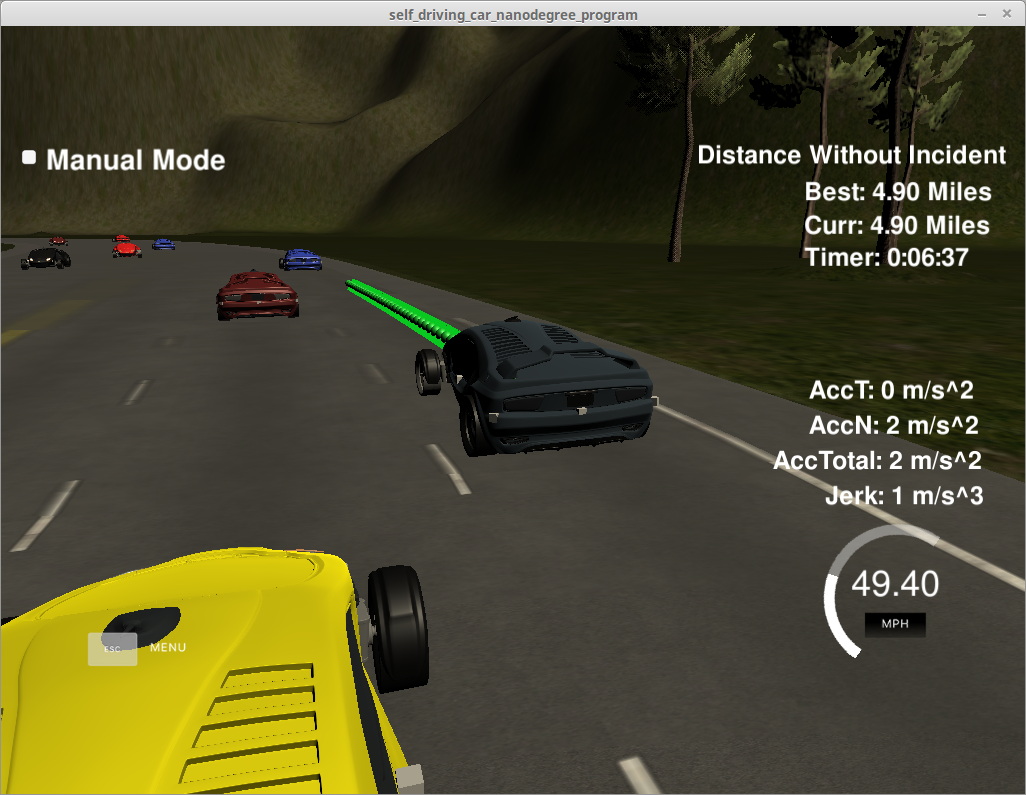 self_driving_car_nanodegree_program
Manual Mode
Distance Without Incident
Best: 4.90 Miles
Curr: 4.90 Miles
Timer: 0:06:37
AccT: 0 m/s^2
AccN: 2 m/s^2
AccTotal: 2 m/s^2
Jerk: 1 m/s^3
49.40
MPH
ESC MENU